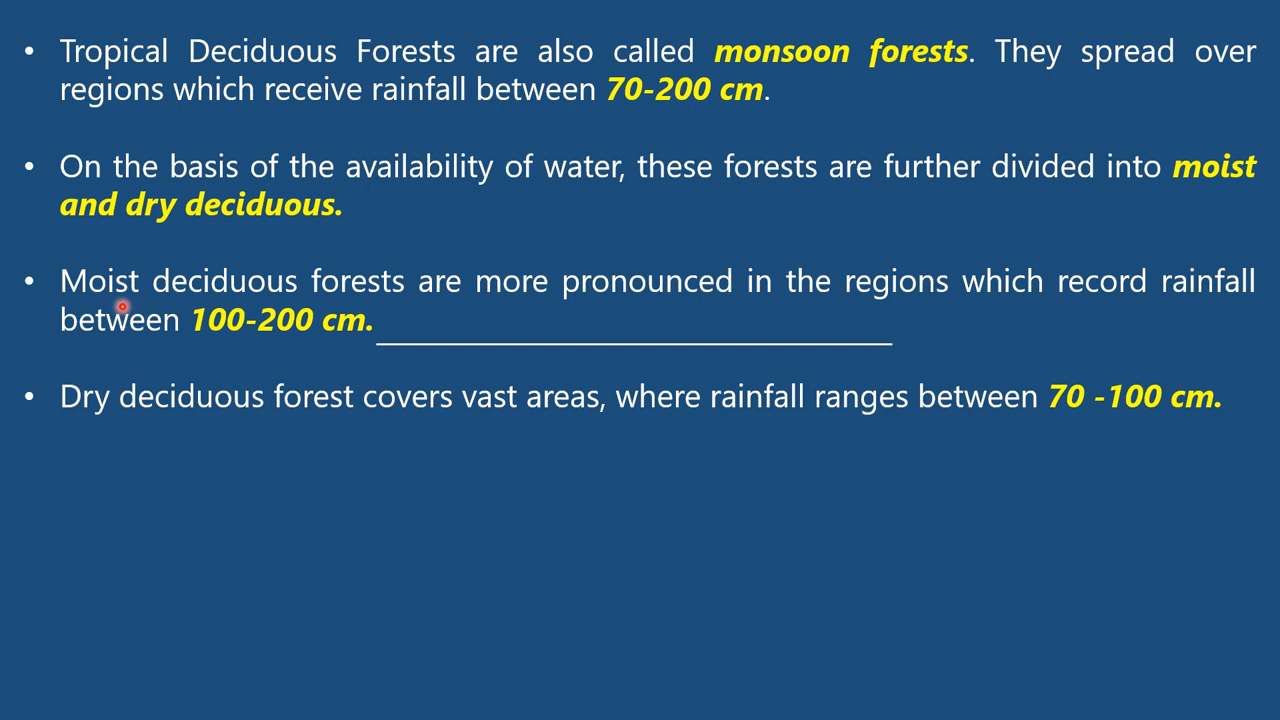 • Tropical Deciduous Forests are also called monsoon forests. They spread over
regions which receive rainfall between 70-200 cm.
• On the basis of the availability of water, these forests are further divided into moist
and dry deciduous.
• Moist deciduous forests are more pronounced in the regions which record rainfall
between 100-200 cm.
• Dry deciduous forest covers vast areas, where rainfall ranges between 70 -100 cm.